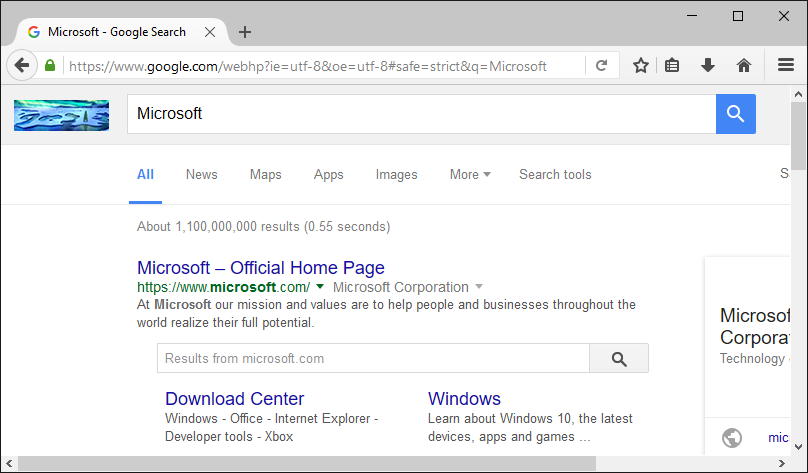 Microsoft - Google Search
https://www.google.com/webhp?ie=utf-8&oe=utf-8#safe=strict&q=Microsoft
Microsoft
All News Maps Apps Images More Search tools
About 1,100,000,000 results (0.55 seconds)
Microsoft – Official Home Page
https://www.microsoft.com/ Microsoft Corporation
At Microsoft our mission and values are to help people and businesses throughout the
world realize their full potential.
Results from microsoft.com
Download Center
Windows - Office - Internet Explorer -
Developer tools - Xbox
Windows
Learn about Windows 10, the latest
devices, apps and games ...
Microsof
Corpora
Technology
mic